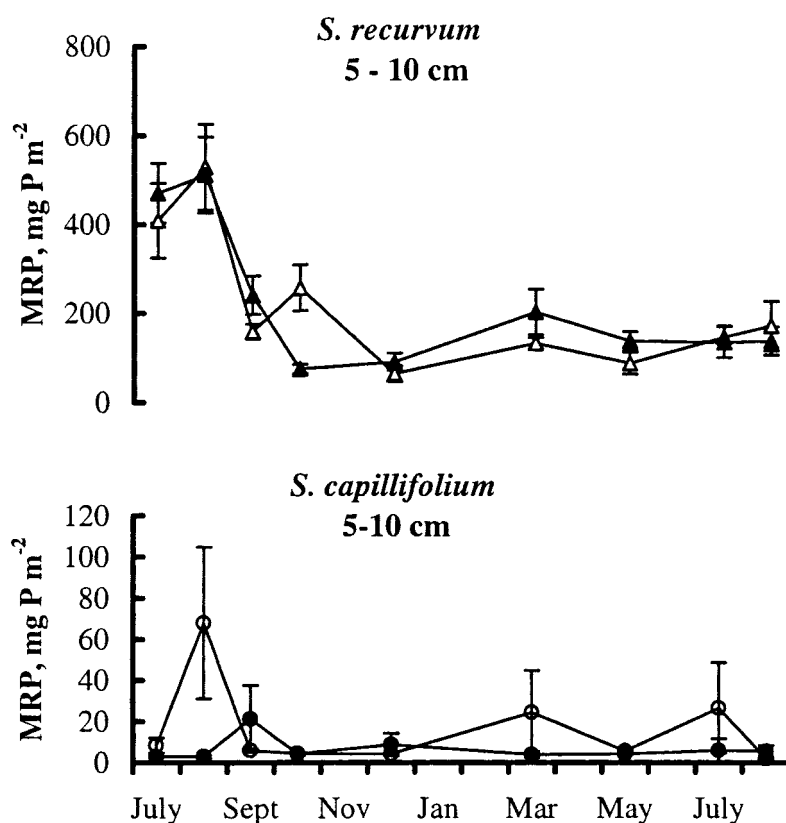 S. recurvum
5 - 10 cm
800
600
400
200
0
MRP, mg P m⁻²
S. capillifolium
5-10 cm
120
100
80
60
40
20
0
MRP, mg P m⁻²
July Sept Nov Jan Mar May July